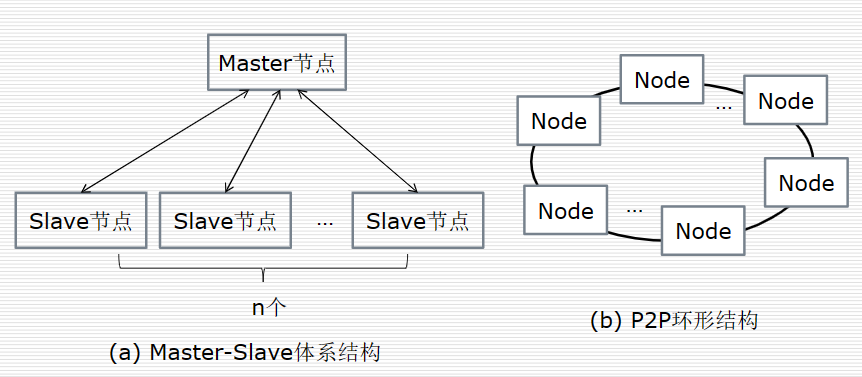 Master节点
Slave节点
Slave节点
...
Slave节点
n个
(a) Master-Slave体系结构
Node
...
Node
Node
Node
Node
...
Node
(b) P2P环形结构